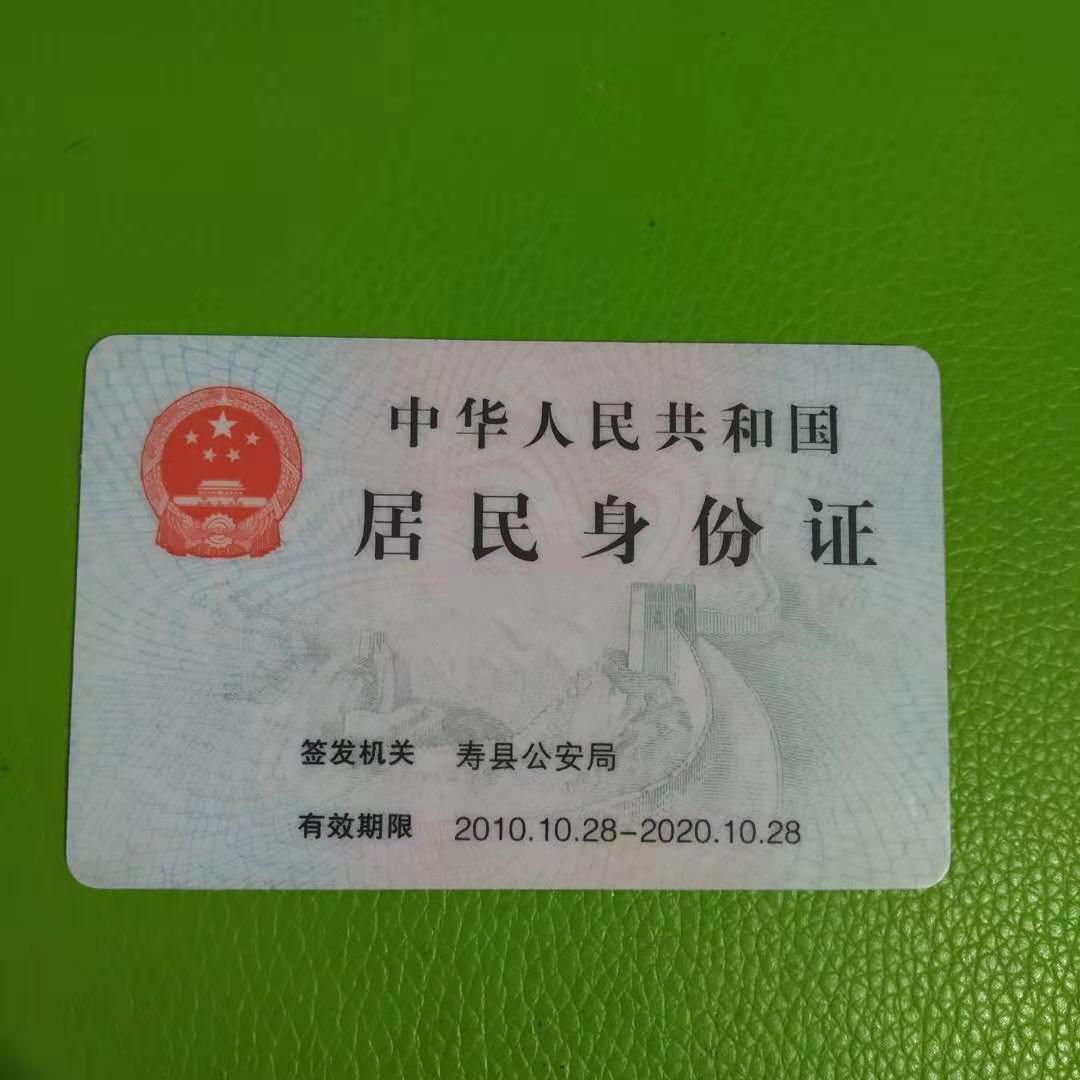 中华人民共和国
居民身份证
签发机关 寿县公安局
有效期限 2010.10.28-2020.10.28